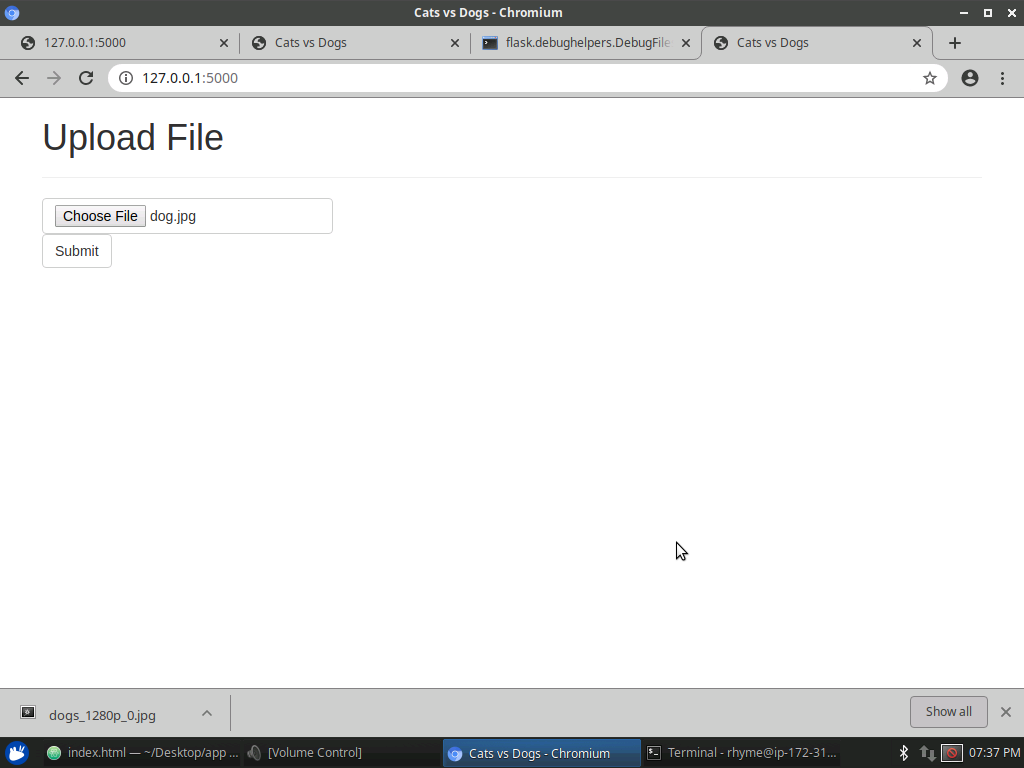 Cats vs Dogs - Chromium
127.0.0.1:5000 Cats vs Dogs flask.debughelpers.DebugFile Cats vs Dogs
127.0.0.1:5000
Upload File
Choose File dog.jpg
Submit
dogs_1280p_0.jpg Show all
index.html — ~/Desktop/app ... [Volume Control] Cats vs Dogs - Chromium Terminal - rhyme@ip-172-31... 07:37 PM